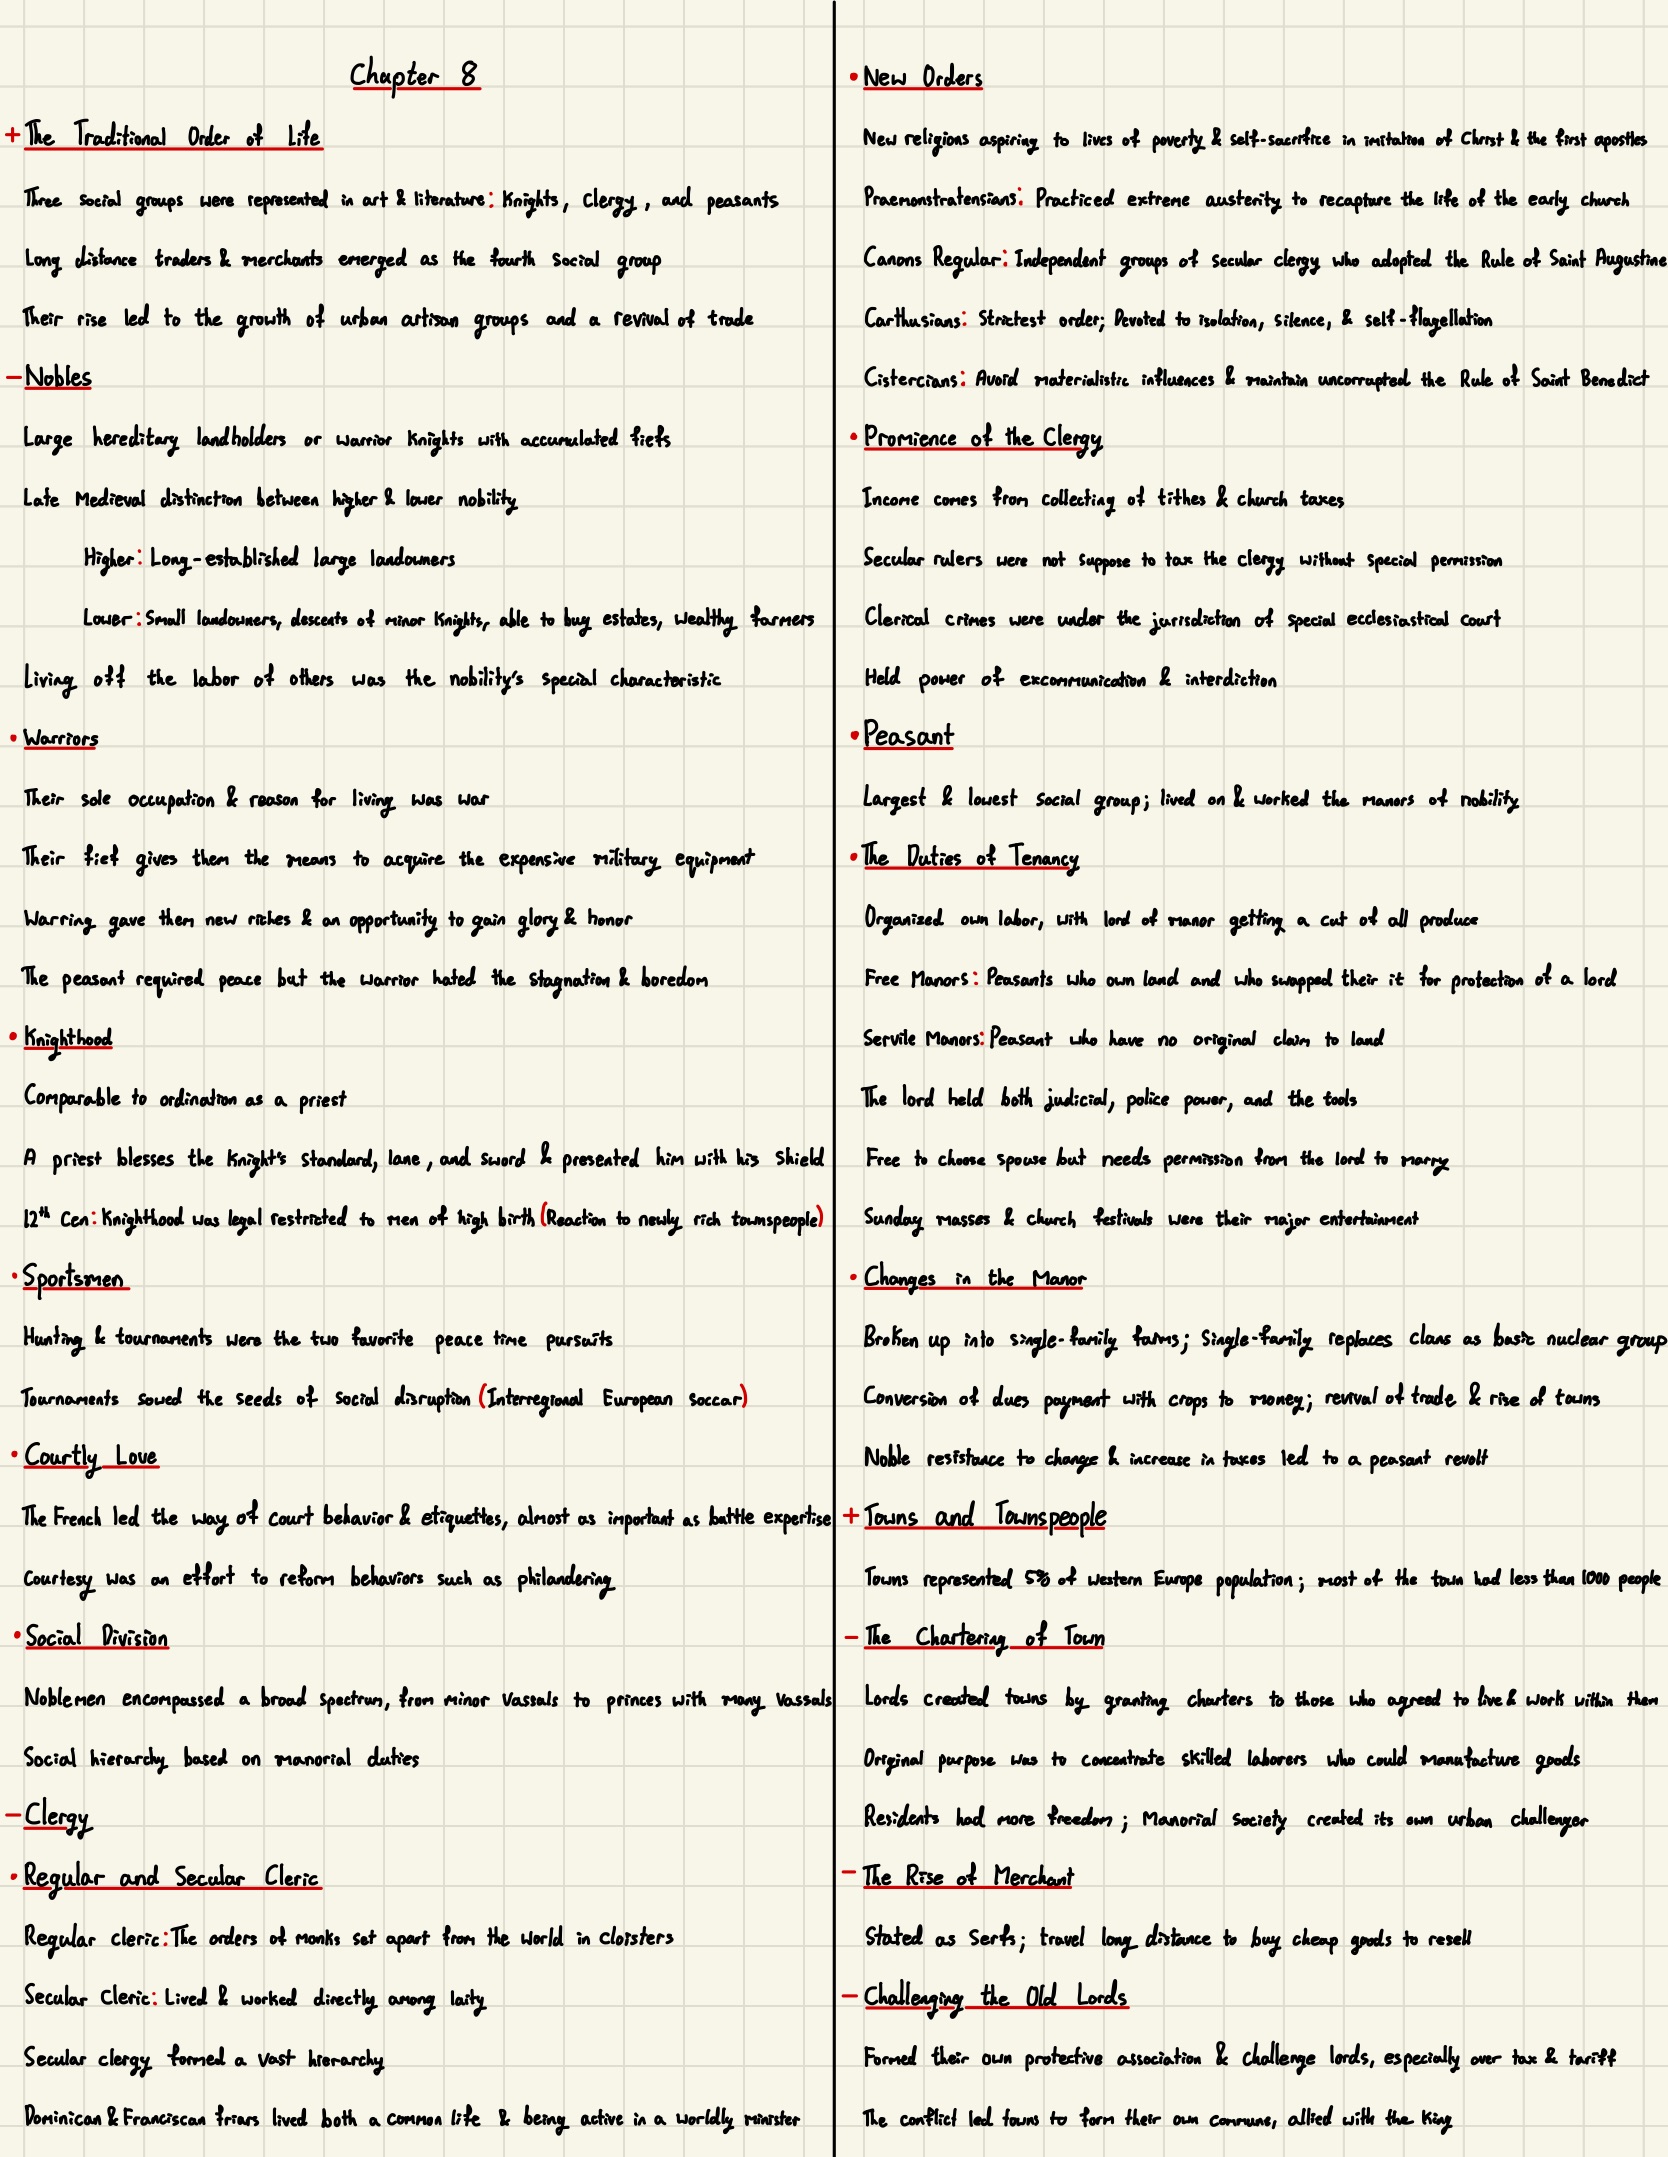 Chapter 8
+ The Traditional Order of Life
Three social groups were represented in art & literature: Knights, Clergy, and peasants
Long distance traders & merchants emerged as the fourth social group
Their rise led to the growth of urban artisan groups and a revival of trade
- Nobles
Large hereditary landholders or warrior Knights with accumulated fiefs
Late Medieval distinction between higher & lower nobility
Higher: Long-established large landowners
Lower: Small landowners, descents of minor Knights, able to buy estates, wealthy farmers
Living off the labor of others was the nobility's special characteristic
• Warriors
Their sole occupation & reason for living was war
Their fief gives them the means to acquire the expensive military equipment
Warring gave them new riches & an opportunity to gain glory & honor
The peasant required peace but the warrior hated the stagnation & boredom
• Knighthood
Comparable to ordination as a priest
A priest blesses the Knight's standard, lane, and sword & presented him with his shield
12th Cen: Knighthood was legal restricted to men of high birth (Reaction to newly rich townspeople)
• Sportsmen
Hunting & tournaments were the two favorite peace time pursuits
Tournaments sowed the seeds of social disruption (Interregional European soccar)
• Courtly Love
The French led the way of court behavior & etiquettes, almost as important as battle expertise
Courtesy was an effort to reform behaviors such as philandering
• Social Division
Noblemen encompassed a broad spectrum, from minor vassals to princes with many vassals
Social hierarchy based on manorial duties
- Clergy
• Regular and Secular Cleric
Regular cleric: The orders of monks set apart from the world in cloisters
Secular Cleric: Lived & worked directly among laity
Secular clergy formed a vast hierarchy
Dominican & Franciscan friars lived both a common life & being active in a worldly minister
• New Orders
New religions aspiring to lives of poverty & self-sacrifice in imitation of Christ & the first apostles
Praemonstratensians: Practiced extreme austerity to recapture the life of the early church
Canons Regular: Independent groups of secular clergy who adopted the Rule of Saint Augustine
Carthusians: Strictest order; Devoted to isolation, silence, & self-flagellation
Cistercians: Avoid materialistic influences & maintain uncorrupted the Rule of Saint Benedict
• Promience of the Clergy
Income comes from collecting of tithes & church taxes
Secular rulers were not suppose to tax the clergy without special permission
Clerical crimes were under the jurisdiction of special ecclesiastical court
Held power of excommunication & interdiction
• Peasant
Largest & lowest social group; lived on & worked the manors of nobility
• The Duties of Tenancy
Organized own labor, with lord of manor getting a cut of all produce
Free Manors: Peasants who own land and who swapped their it for protection of a lord
Servile Manors: Peasant who have no original claim to land
The lord held both judicial, police power, and the tools
Free to choose spouse but needs permission from the lord to marry
Sunday masses & church festivals were their major entertainment
• Changes in the Manor
Broken up into single-family farms; Single-family replaces clans as basic nuclear group
Conversion of dues payment with crops to money; revival of trade & rise of towns
Noble resistance to change & increase in taxes led to a peasant revolt
+ Towns and Townspeople
Towns represented 5% of western Europe population; most of the town had less than 1000 people
- The Chartering of Town
Lords created towns by granting charters to those who agreed to live & work within them
Original purpose was to concentrate skilled laborers who could manufacture goods
Residents had more freedom; Manorial society created its own urban challenger
- The Rise of Merchant
Stated as Serfs; travel long distance to buy cheap goods to resell
- Challenging the Old Lords
Formed their own protective association & challenge lords, especially over tax & tariff
The conflict led towns to form their own commune, allied with the King